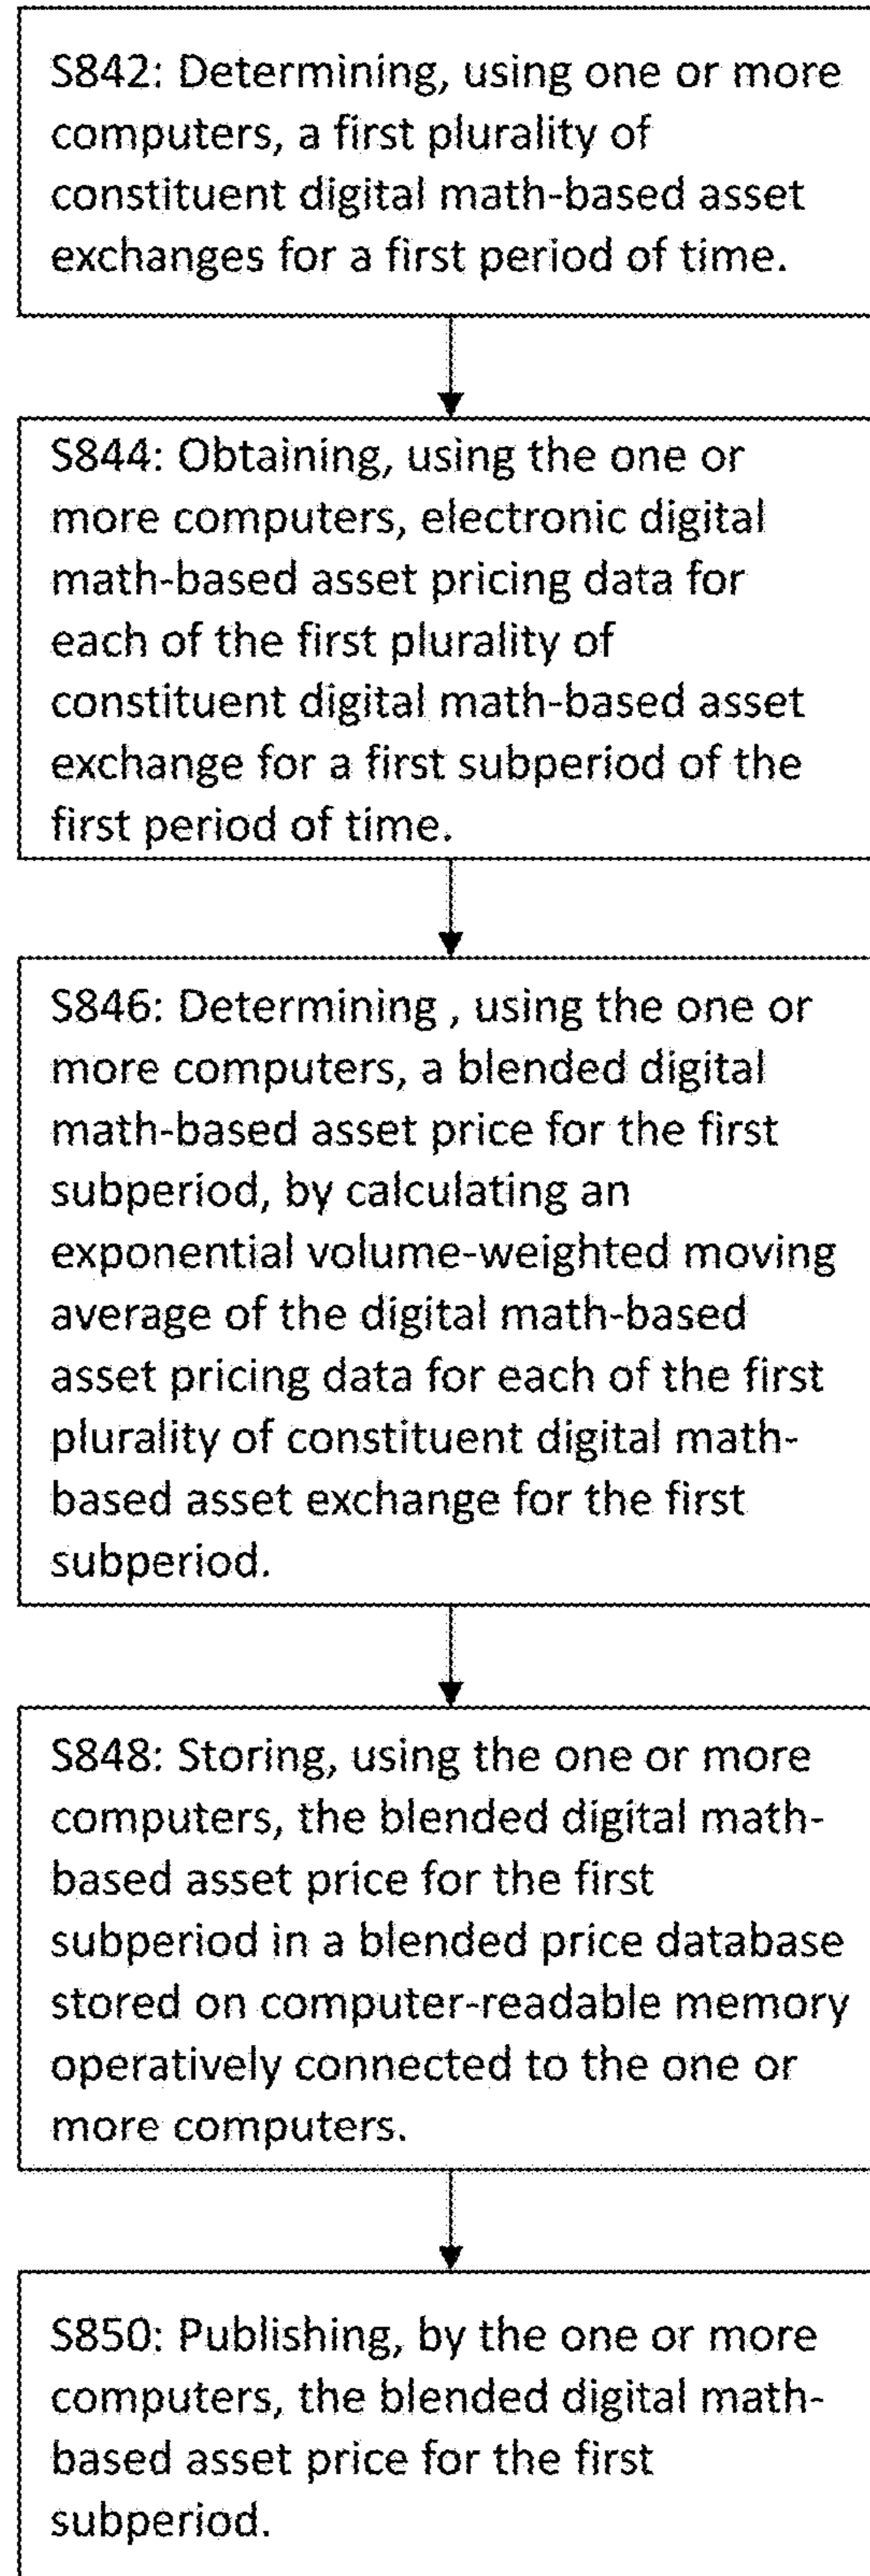 S842: Determining, using one or more
computers, a first plurality of
constituent digital math-based asset
exchanges for a first period of time.
S844: Obtaining, using the one or
more computers, electronic digital
math-based asset pricing data for
each of the first plurality of
constituent digital math-based asset
exchange for a first subperiod of the
first period of time.
S846: Determining , using the one or
more computers, a blended digital
math-based asset price for the first
subperiod, by calculating an
exponential volume-weighted moving
average of the digital math-based
asset pricing data for each of the first
plurality of constituent digital math-
based asset exchange for the first
subperiod.
S848: Storing, using the one or more
computers, the blended digital math-
based asset price for the first
subperiod in a blended price database
stored on computer-readable memory
operatively connected to the one or
more computers.
S850: Publishing, by the one or more
computers, the blended digital math-
based asset price for the first
subperiod.